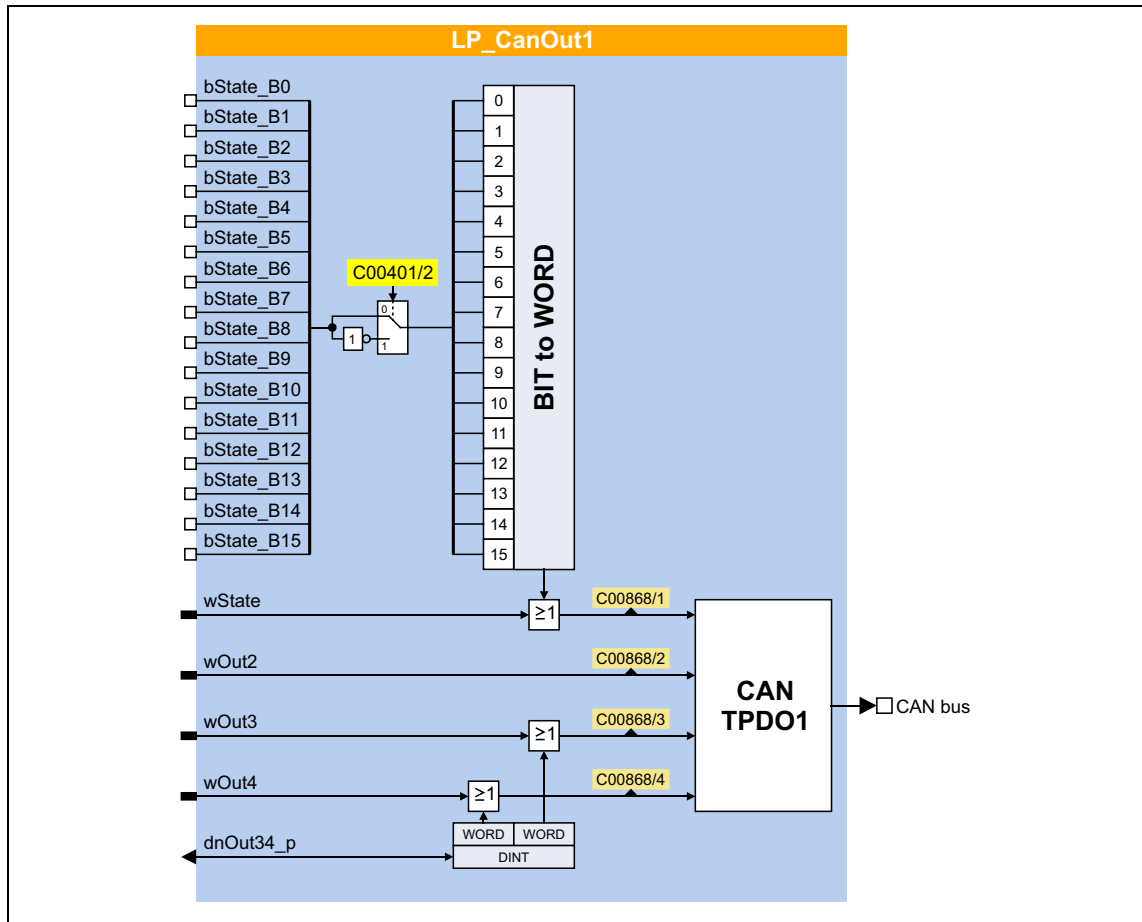 LP_CanOut1
bState_B0
bState_B1
bState_B2
bState_B3
bState_B4
bState_B5
bState_B6
bState_B7
bState_B8
bState_B9
bState_B10
bState_B11
bState_B12
bState_B13
bState_B14
bState_B15
C00401/2
0
1
1
0
1
2
3
4
5
6
7
8
9
10
11
12
13
14
15
BIT to WORD
wState
≥1
C00868/1
wOut2
C00868/2
wOut3
≥1
C00868/3
wOut4
≥1
C00868/4
dnOut34_p
WORD WORD
DINT
CAN
TPDO1
CAN bus